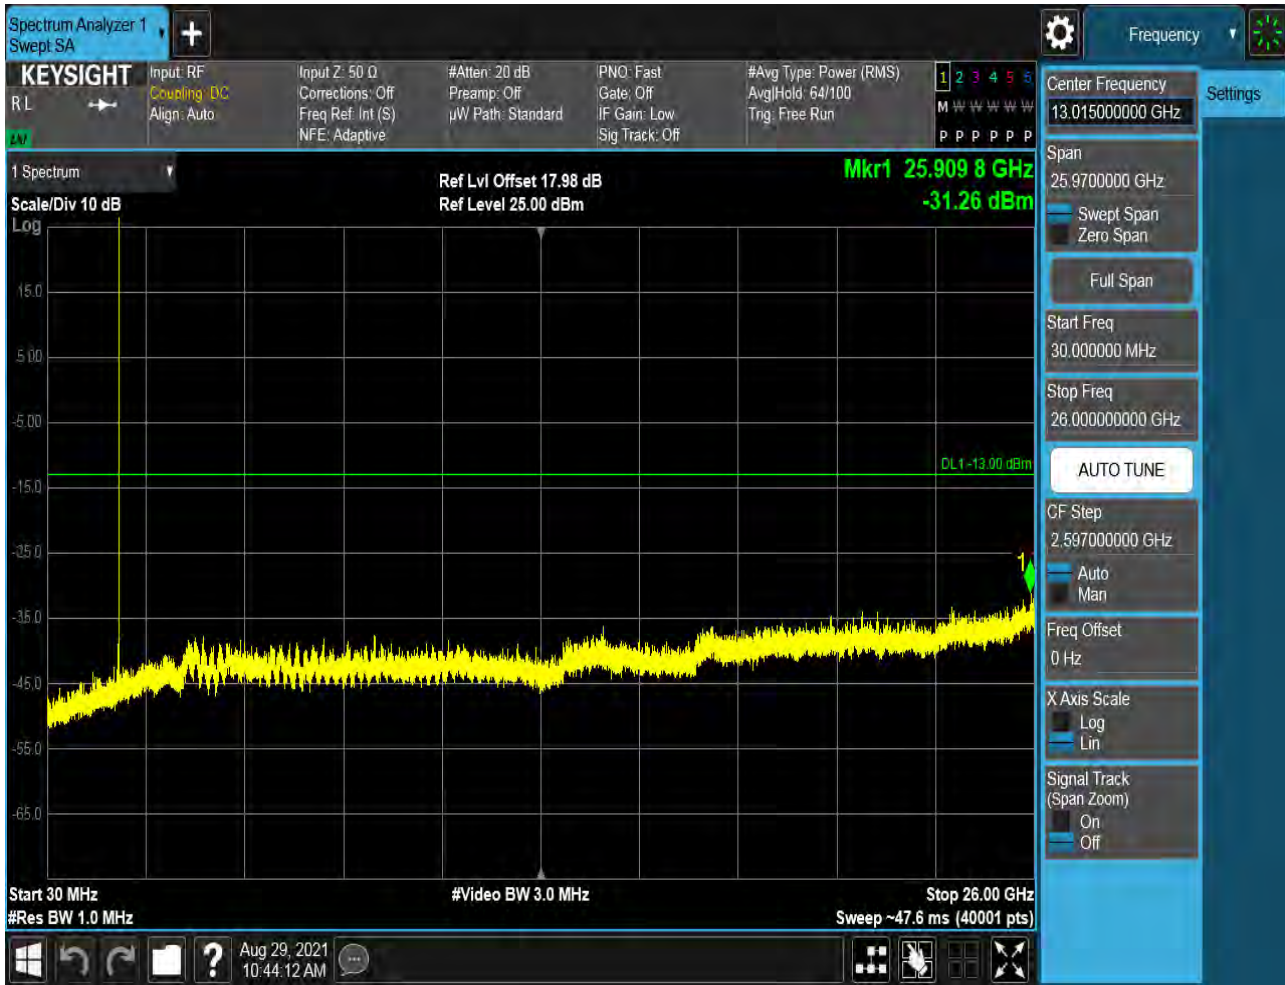 Spectrum Analyzer 1
Swept SA
Frequency
KEYSIGHT
R L
Input: RF
Coupling: DC
Align: Auto
Input Z: 50 Ω
Corrections: Off
Freq Ref: Int (S)
NFE: Adaptive
#Atten: 20 dB
Preamp: Off
µW Path: Standard
PNO: Fast
Gate: Off
IF Gain: Low
Sig Track: Off
#Avg Type: Power (RMS)
Avg|Hold: 64/100
Trig: Free Run
1 2 3 4 5 6
M W W W W W
P P P P P P
1 Spectrum
Scale/Div 10 dB
Log
Ref Lvl Offset 17.98 dB
Ref Level 25.00 dBm
Mkr1 25.909 8 GHz
-31.26 dBm
15.0
5.00
-5.00
-15.0
-25.0
-35.0
-45.0
-55.0
-65.0
DL1 -13.00 dBm
1
Start 30 MHz
#Res BW 1.0 MHz
#Video BW 3.0 MHz
Stop 26.00 GHz
Sweep ~47.6 ms (40001 pts)
Aug 29, 2021
10:44:12 AM
Center Frequency
13.015000000 GHz
Settings
Span
25.9700000 GHz
Swept Span
Zero Span
Full Span
Start Freq
30.000000 MHz
Stop Freq
26.000000000 GHz
AUTO TUNE
CF Step
2.597000000 GHz
Auto
Man
Freq Offset
0 Hz
X Axis Scale
Log
Lin
Signal Track
(Span Zoom)
On
Off